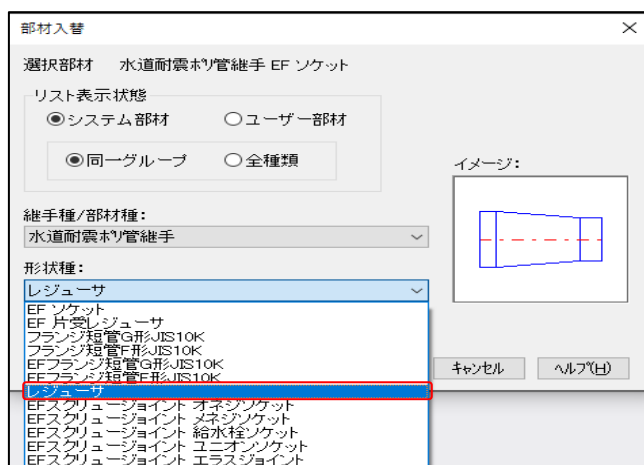 部材入替
選択部材 水道耐震ﾎﾟﾘ管継手 EF ソケット
リスト表示状態
システム部材 ユーザー部材
同一グループ 全種類
イメージ:
継手種/部材種:
水道耐震ﾎﾟﾘ管継手
形状種:
レジューサ
EF ソケット
EF 片受レジューサ
フランジ短管G形JIS10K
フランジ短管F形JIS10K
EFフランジ短管G形JIS10K
EFフランジ短管F形JIS10K
キャンセル ヘルプ(H)
レジューサ
EFスクリュージョイント オネジソケット
EFスクリュージョイント メネジソケット
EFスクリュージョイント 給水栓ソケット
EFスクリュージョイント ユニオンソケット
EFスクリュージョイント エラスジョイント